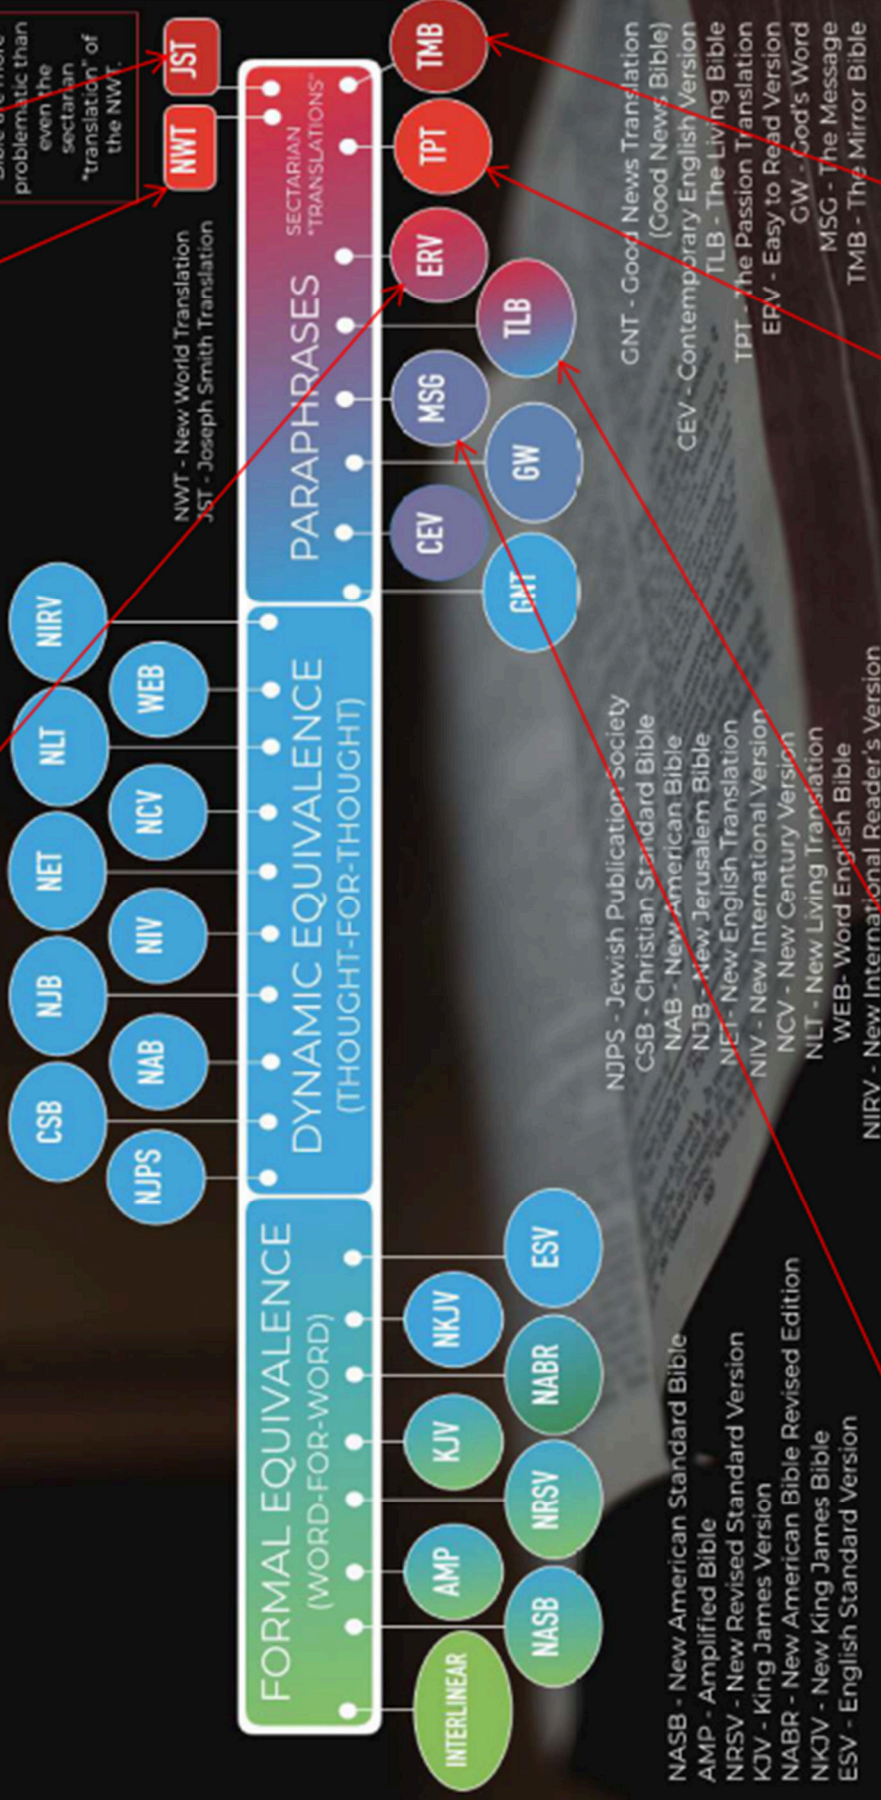 problematic than
even the
sectarian
"translation" of
the NWT.
CSB
NJB
NET
NLT
NIRV
NJPS
NAB
NIV
NCV
WEB
NWT
JST
NWT - New World Translation
JST - Joseph Smith Translation
FORMAL EQUIVALENCE
(WORD-FOR-WORD)
DYNAMIC EQUIVALENCE
(THOUGHT-FOR-THOUGHT)
PARAPHRASES
SECTARIAN
"TRANSLATIONS"
INTERLINEAR
AMP
KJV
NKJV
CEV
MSG
ERV
TPT
TMB
NASB
NRSV
NABR
ESV
GNT
GW
TLB
NASB - New American Standard Bible
AMP - Amplified Bible
NRSV - New Revised Standard Version
KJV - King James Version
NABR - New American Bible Revised Edition
NKJV - New King James Bible
ESV - English Standard Version
NJPS - Jewish Publication Society
CSB - Christian Standard Bible
NAB - New American Bible
NJB - New Jerusalem Bible
NET - New English Translation
NIV - New International Version
NCV - New Century Version
NLT - New Living Translation
WEB- Word English Bible
NIRV - New International Reader's Version
GNT - Good News Translation
(Good News Bible)
CEV - Contemporary English Version
TLB - The Living Bible
TPT - The Passion Translation
ERV - Easy to Read Version
GW - God's Word
MSG - The Message
TMB - The Mirror Bible